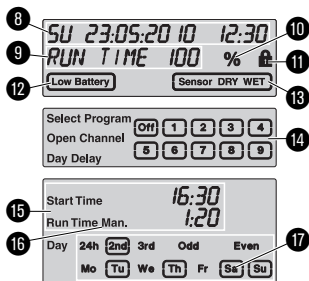 8 SU 23:05:2010 12:30 10
9 RUN TIME 100 % 11
12 Low Battery Sensor DRY WET 13
Select Program Off 1 2 3 4 14
Open Channel
Day Delay 5 6 7 8 9
15 Start Time 16:30
16 Run Time Man. 1:20
Day 24h 2nd 3rd Odd Even 17
Mo Tu We Th Fr Sa Su